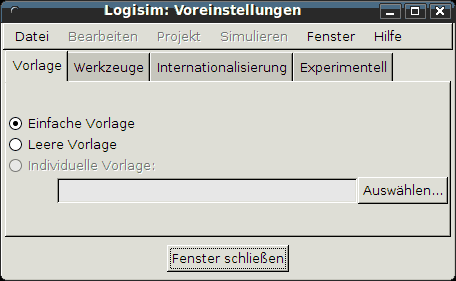 Logisim: Voreinstellungen
Datei Bearbeiten Projekt Simulieren Fenster Hilfe
Vorlage Werkzeuge Internationalisierung Experimentell
Einfache Vorlage
Leere Vorlage
Individuelle Vorlage:
Auswählen...
Fenster schließen